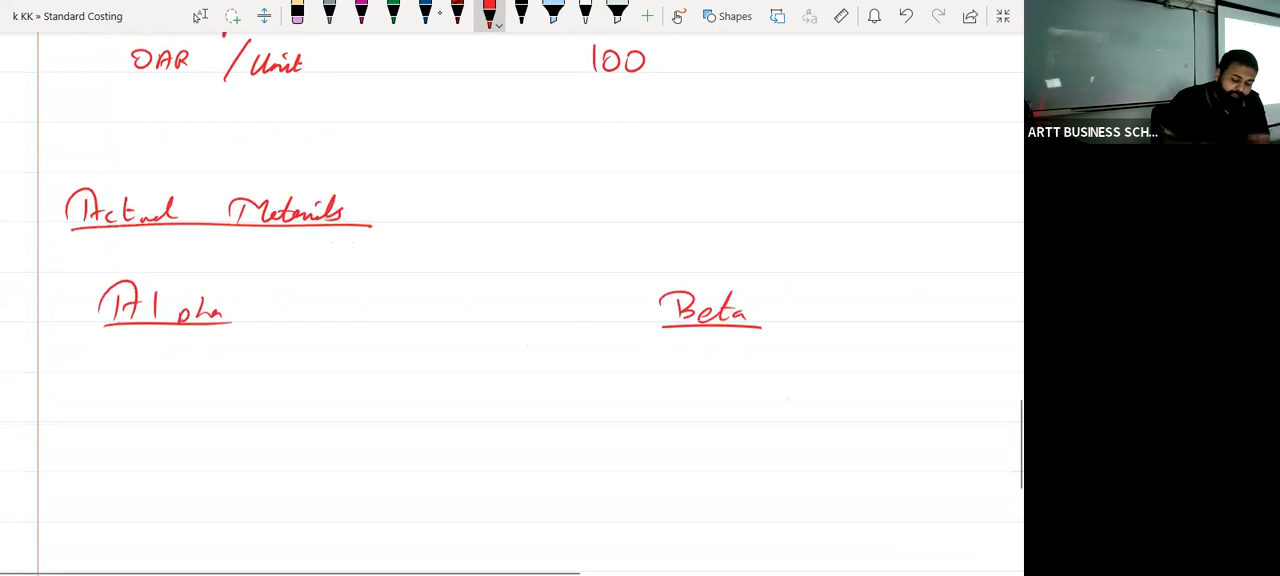 k KK » Standard Costing
Shapes
OAR /Unit 100
Actual Materials
Alpha Beta
ARTT BUSINESS SCH...